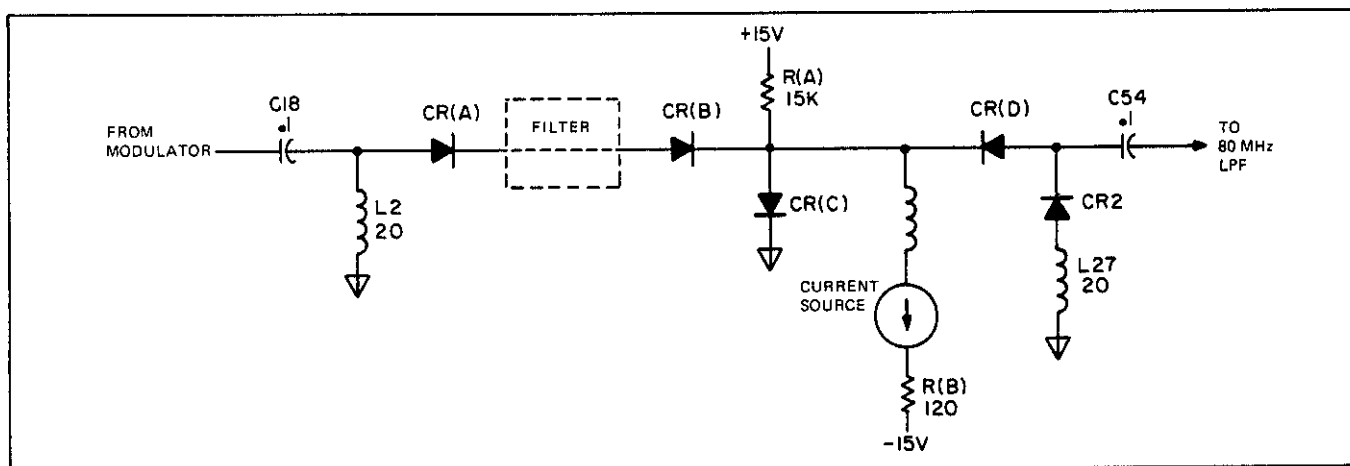 +15V
R(A)
15K
C18
.1
CR(A)
FILTER
CR(B)
CR(D)
C54
.1
FROM
MODULATOR
TO
80 MHz
LPF
L2
20
CR(C)
CR2
L27
20
CURRENT
SOURCE
R(B)
120
-15V